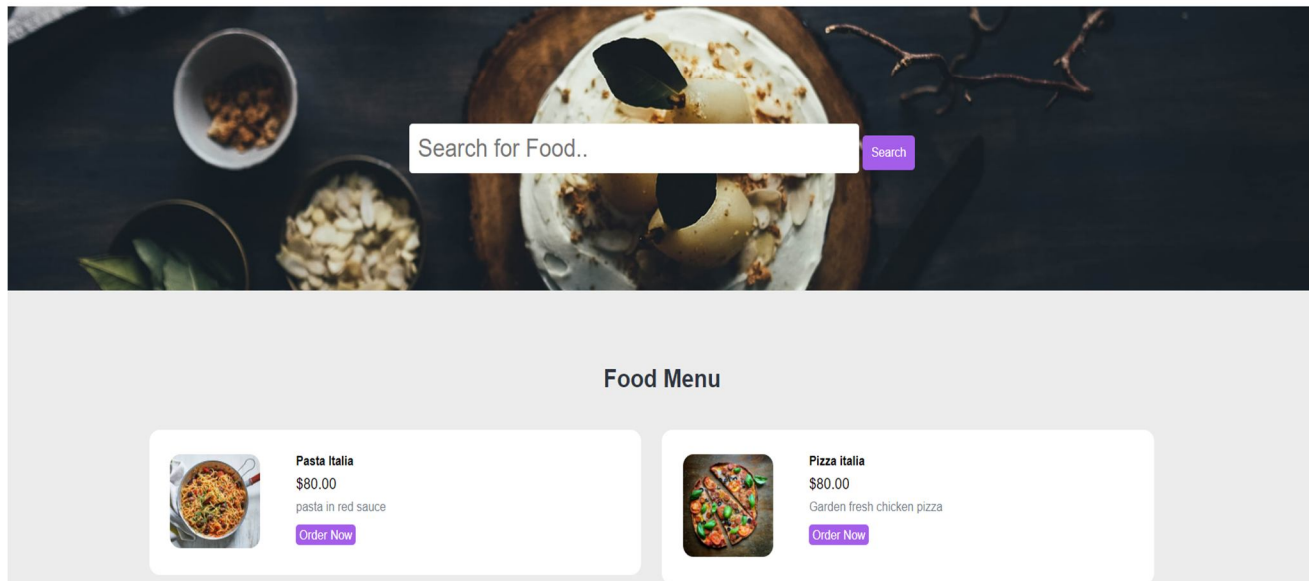 Search for Food..
Search
Food Menu
Pasta Italia
$80.00
pasta in red sauce
Order Now
Pizza italia
$80.00
Garden fresh chicken pizza
Order Now